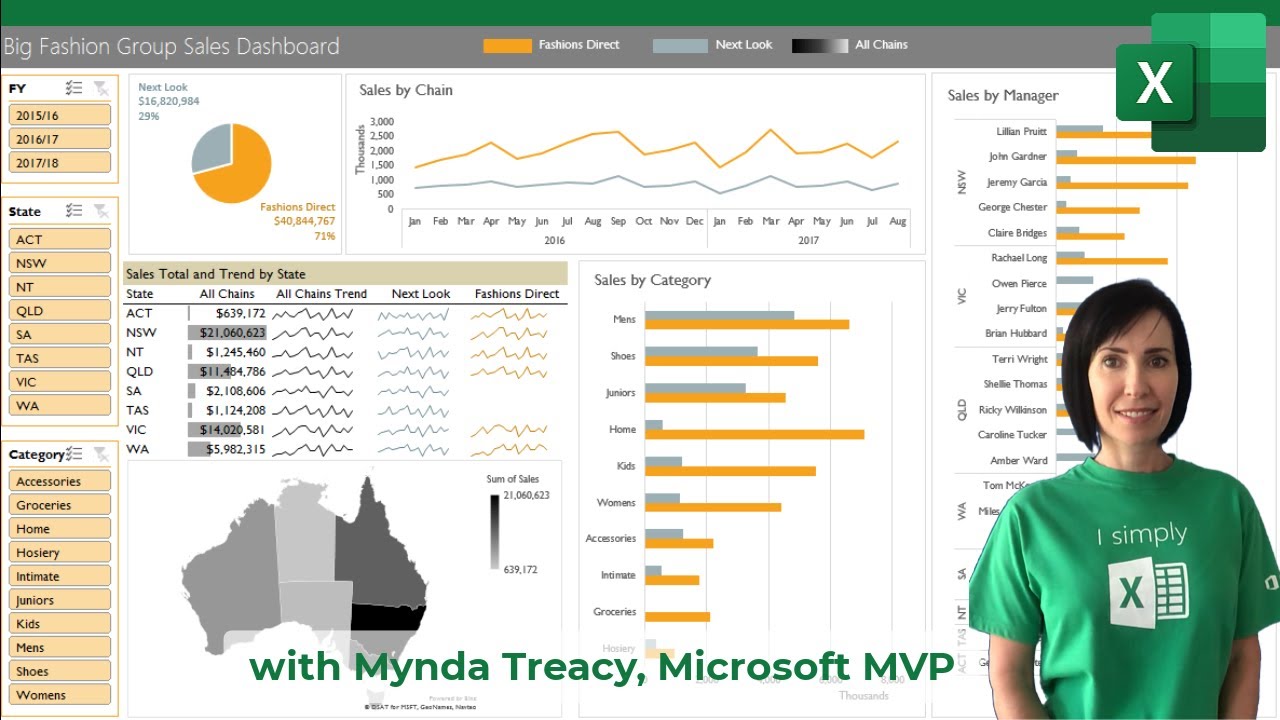 Big Fashion Group Sales Dashboard
Fashions Direct
Next Look
All Chains
X
FY
2015/16
2016/17
2017/18
State
ACT
NSW
NT
QLD
SA
TAS
VIC
WA
Category
Accessories
Groceries
Home
Hosiery
Intimate
Juniors
Kids
Mens
Shoes
Womens
Next Look
$16,820,984
29%
Fashions Direct
$40,844,767
71%
Sales by Chain
Thousands
3,000
2,500
2,000
1,500
1,000
500
0
Jan Feb Mar Apr May Jun Jul Aug Sep Oct Nov Dec Jan Feb Mar Apr May Jun Jul Aug
2016 2017
Sales Total and Trend by State
State All Chains All Chains Trend Next Look Fashions Direct
ACT $639,172
NSW $21,060,623
NT $1,245,460
QLD $11,484,786
SA $2,108,606
TAS $1,124,208
VIC $14,020,581
WA $5,982,315
Sum of Sales
21,060,623
639,172
Powered by Bing
© DSAT for MSFT, GeoNames, Navteq
Sales by Category
Mens
Shoes
Juniors
Home
Kids
Womens
Accessories
Intimate
Groceries
Hosiery
Thousands
Sales by Manager
NSW
Lillian Pruitt
John Gardner
Jeremy Garcia
George Chester
Claire Bridges
VIC
Rachael Long
Owen Pierce
Jerry Fulton
Brian Hubbard
QLD
Terri Wright
Shellie Thomas
Ricky Wilkinson
Caroline Tucker
Amber Ward
WA
Tom
Miles
SA
NT
TAS
ACT
I simply
X
with Mynda Treacy, Microsoft MVP